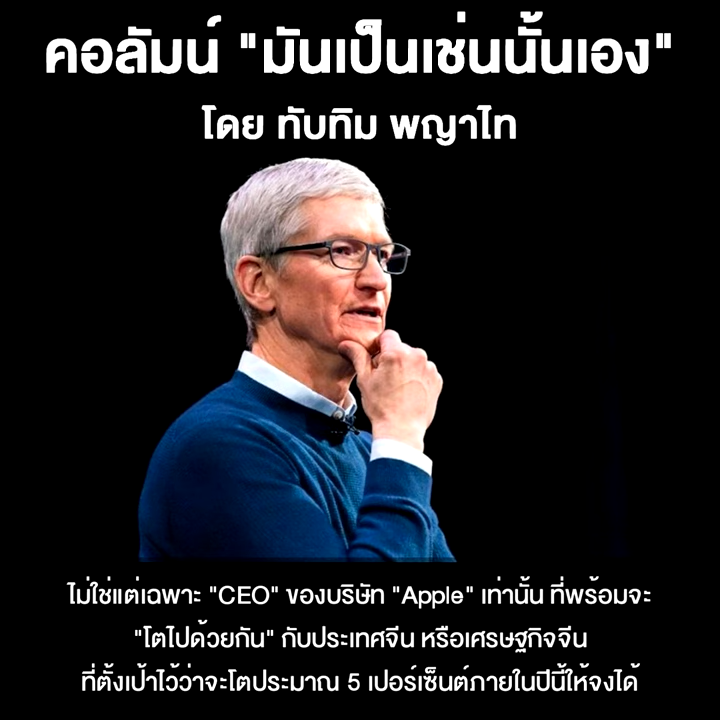 คอลัมน์ "มันเป็นเช่นนั้นเอง"
โดย ทับทิม พญาไท
ไม่ใช่แต่เฉพาะ "CEO" ของบริษัท "Apple" เท่านั้น ที่พร้อมจะ
"โตไปด้วยกัน" กับประเทศจีน หรือเศรษฐกิจจีน
ที่ตั้งเป้าไว้ว่าจะโตประมาณ 5 เปอร์เซ็นต์ภายในปีนี้ให้จงได้